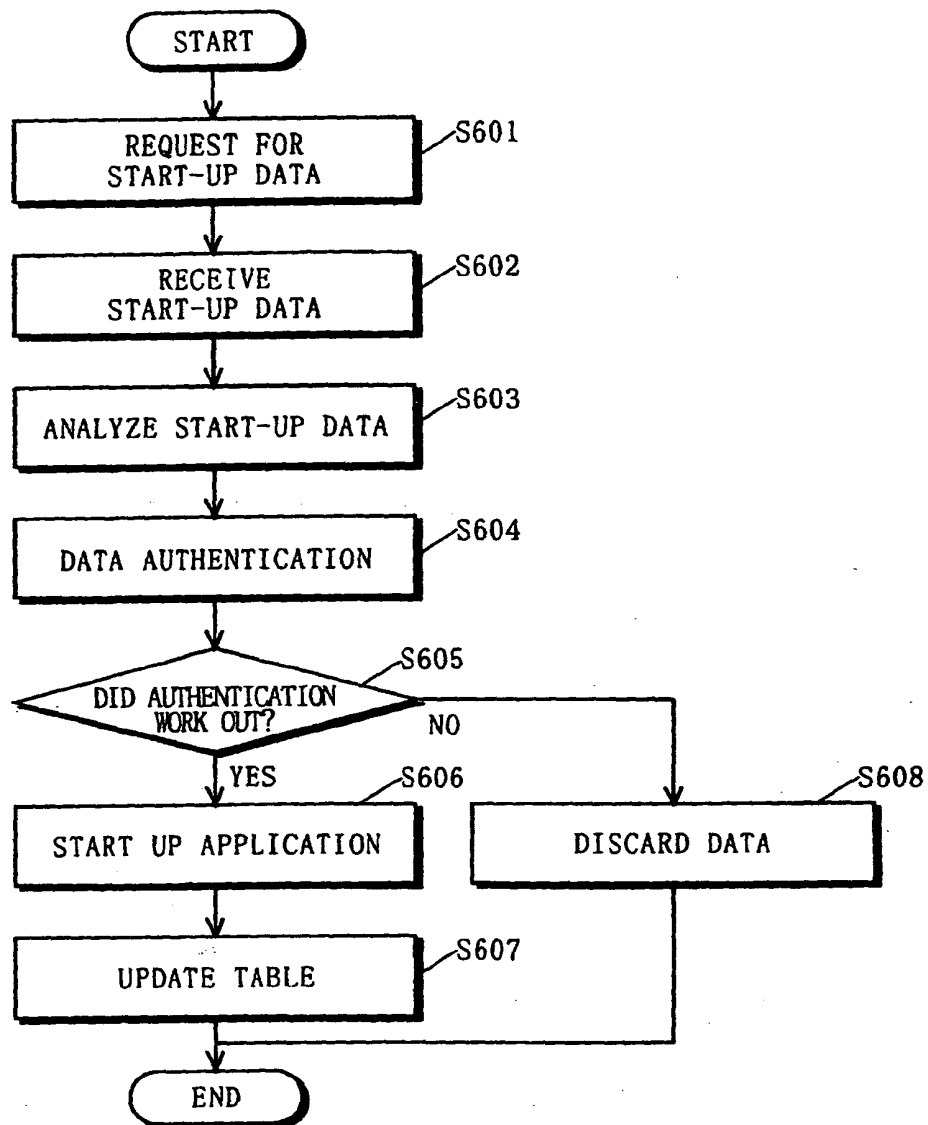 START
REQUEST FOR
START-UP DATA
S601
RECEIVE
START-UP DATA
S602
ANALYZE START-UP DATA
S603
DATA AUTHENTICATION
S604
DID AUTHENTICATION
WORK OUT?
S605
NO
YES
START UP APPLICATION
S606
DISCARD DATA
S608
UPDATE TABLE
S607
END